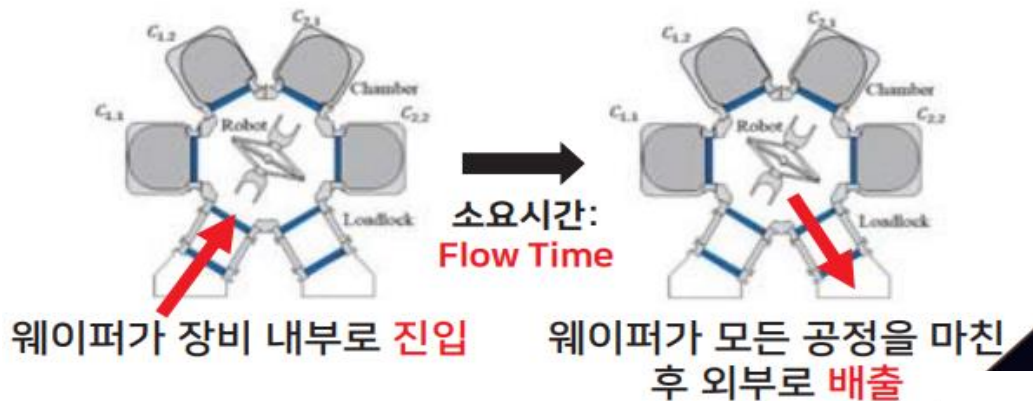 C1,2
C2,1
Chamber
C1,1
Robot
C2,2
Loadlock
소요시간:
Flow Time
C1,2
C2,1
Chamber
C1,1
Robot
C2,2
Loadlock
웨이퍼가 장비 내부로 진입
웨이퍼가 모든 공정을 마친
후 외부로 배출